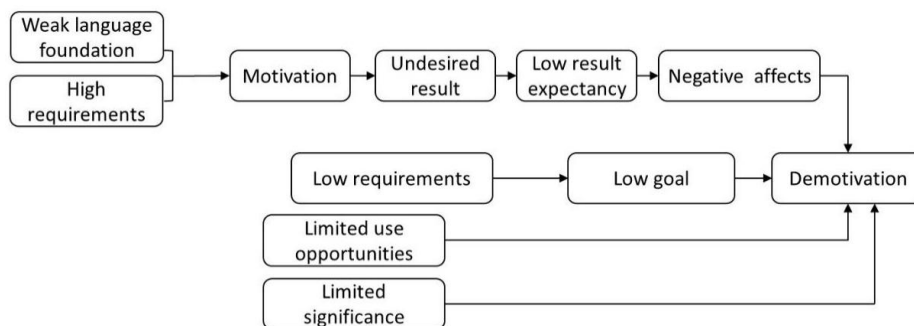 Weak language
foundation
High
requirements
Motivation
Undesired
result
Low result
expectancy
Negative affects
Low requirements
Low goal
Demotivation
Limited use
opportunities
Limited
significance